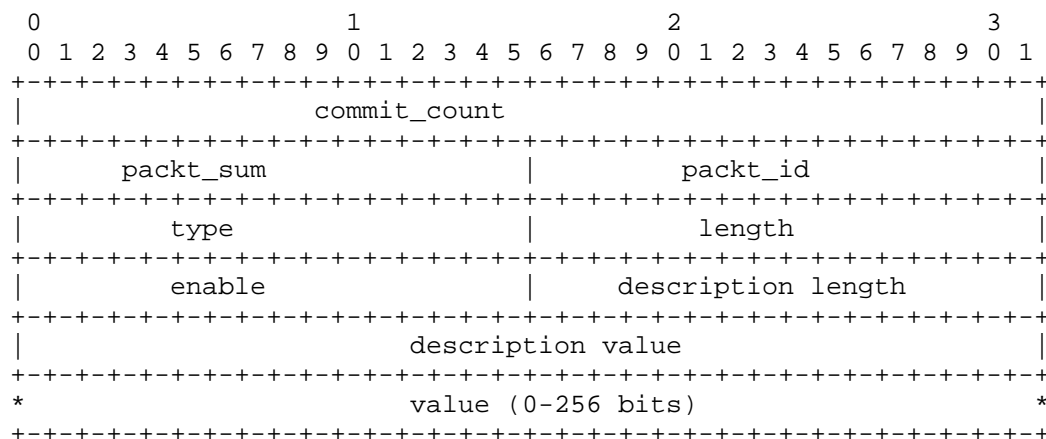 0                   1                   2                   3
0 1 2 3 4 5 6 7 8 9 0 1 2 3 4 5 6 7 8 9 0 1 2 3 4 5 6 7 8 9 0 1
+-+-+-+-+-+-+-+-+-+-+-+-+-+-+-+-+-+-+-+-+-+-+-+-+-+-+-+-+-+-+-+-+
|                  commit_count                                 |
+-+-+-+-+-+-+-+-+-+-+-+-+-+-+-+-+-+-+-+-+-+-+-+-+-+-+-+-+-+-+-+-+
|      packt_sum                |         packt_id              |
+-+-+-+-+-+-+-+-+-+-+-+-+-+-+-+-+-+-+-+-+-+-+-+-+-+-+-+-+-+-+-+-+
|         type                  |          length               |
+-+-+-+-+-+-+-+-+-+-+-+-+-+-+-+-+-+-+-+-+-+-+-+-+-+-+-+-+-+-+-+-+
|         enable                |     description length        |
+-+-+-+-+-+-+-+-+-+-+-+-+-+-+-+-+-+-+-+-+-+-+-+-+-+-+-+-+-+-+-+-+
|                        description value                      |
+-+-+-+-+-+-+-+-+-+-+-+-+-+-+-+-+-+-+-+-+-+-+-+-+-+-+-+-+-+-+-+-+
*                        value (0-256 bits)                     *
+-+-+-+-+-+-+-+-+-+-+-+-+-+-+-+-+-+-+-+-+-+-+-+-+-+-+-+-+-+-+-+-+